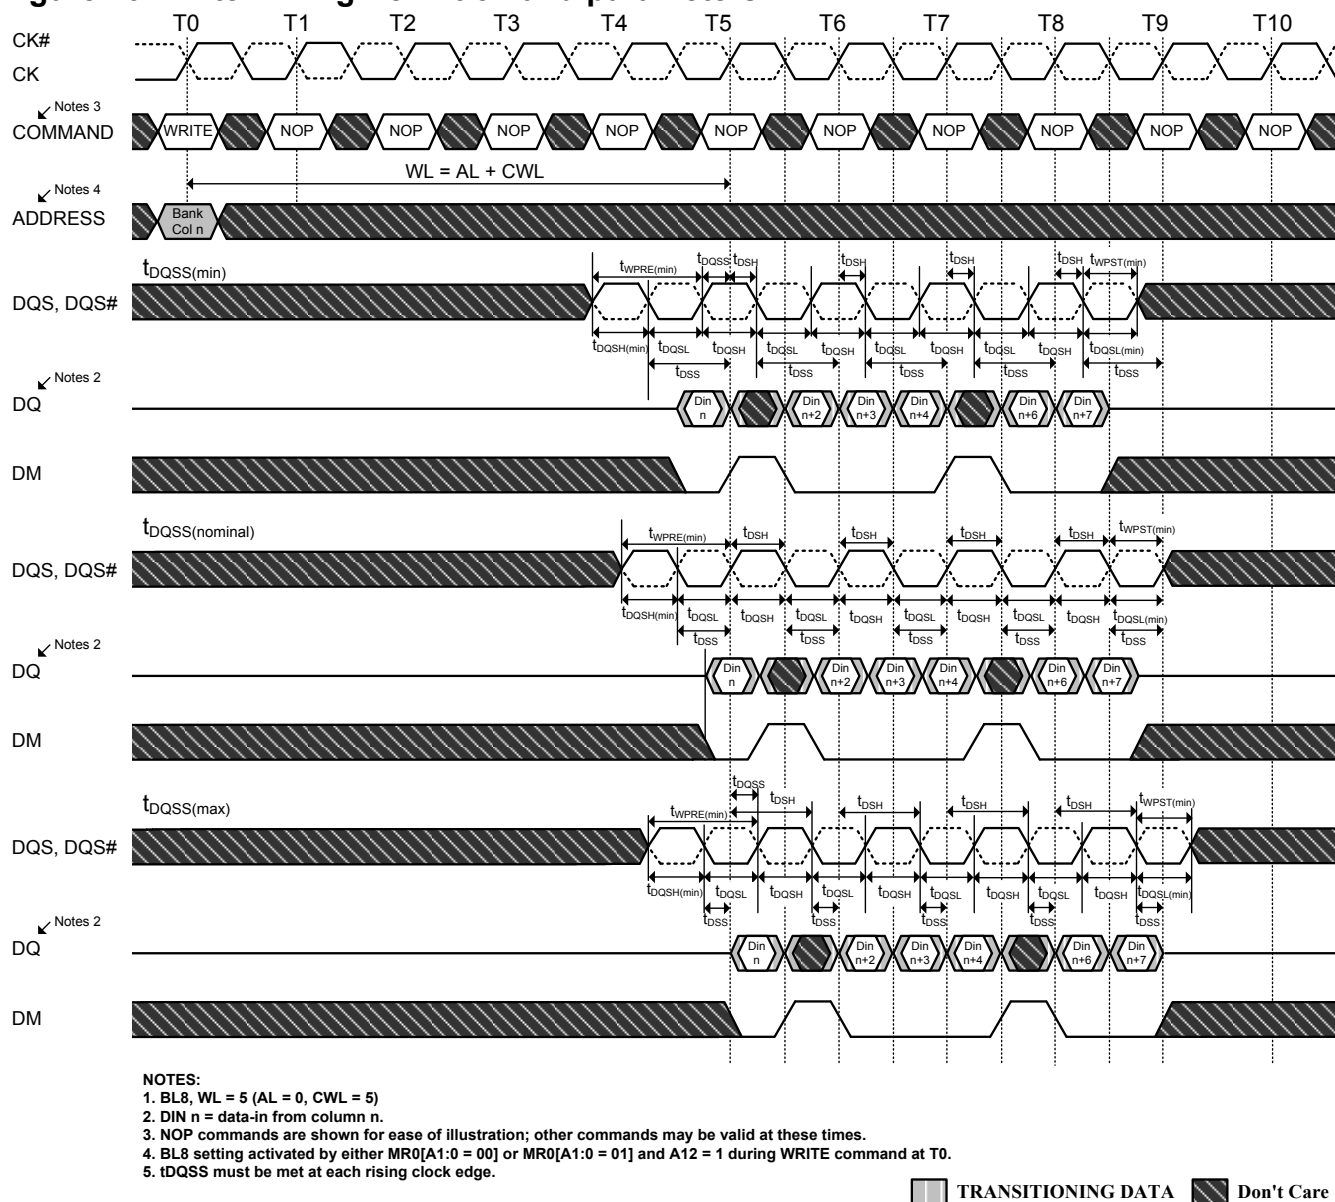 T0 T1 T2 T3 T4 T5 T6 T7 T8 T9 T10
CK#
CK
Notes 3
COMMAND WRITE NOP NOP NOP NOP NOP NOP NOP NOP NOP NOP
WL = AL + CWL
Notes 4
ADDRESS Bank Col n
tDQSS(min) tWPRE(min) tDQSS tDSH tDSH tDSH tDSH tWPST(min)
DQS, DQS#
tDQSH(min) tDQSL tDQSH tDQSL tDQSH tDQSL tDQSH tDQSL tDQSH tDQSL(min)
tDSS tDSS tDSS tDSS tDSS
Notes 2
DQ Din n Din n+2 Din n+3 Din n+4 Din n+6 Din n+7
DM
tDQSS(nominal) tWPRE(min) tDSH tDSH tDSH tDSH tWPST(min)
DQS, DQS#
tDQSH(min) tDQSL tDQSH tDQSL tDQSH tDQSL tDQSH tDQSL tDQSH tDQSL(min)
tDSS tDSS tDSS tDSS tDSS
Notes 2
DQ Din n Din n+2 Din n+3 Din n+4 Din n+6 Din n+7
DM
tDQSS
tDQSS(max) tWPRE(min) tDSH tDSH tDSH tDSH tWPST(min)
DQS, DQS#
tDQSH(min) tDQSL tDQSH tDQSL tDQSH tDQSL tDQSH tDQSL tDQSH tDQSL(min)
tDSS tDSS tDSS tDSS tDSS
Notes 2
DQ Din n Din n+2 Din n+3 Din n+4 Din n+6 Din n+7
DM
NOTES:
1. BL8, WL = 5 (AL = 0, CWL = 5)
2. DIN n = data-in from column n.
3. NOP commands are shown for ease of illustration; other commands may be valid at these times.
4. BL8 setting activated by either MR0[A1:0 = 00] or MR0[A1:0 = 01] and A12 = 1 during WRITE command at T0.
5. tDQSS must be met at each rising clock edge.
TRANSITIONING DATA Don't Care